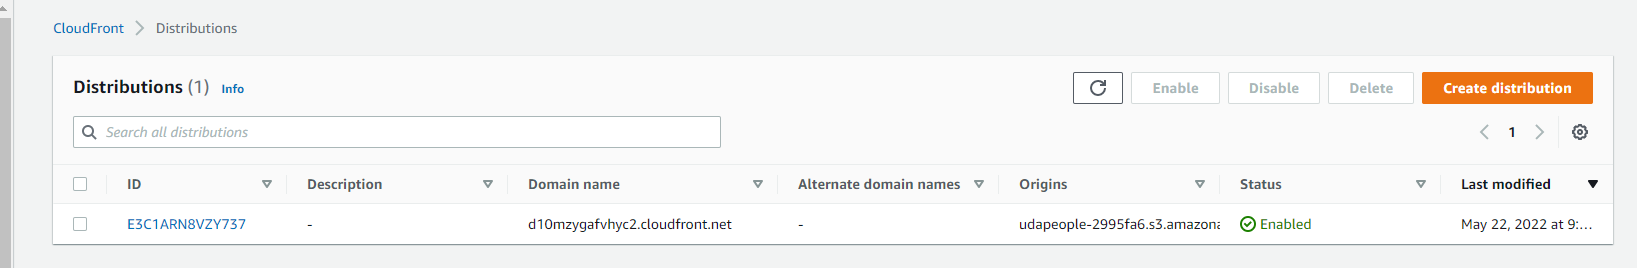 CloudFront > Distributions
Distributions (1) Info Enable Disable Delete Create distribution
Search all distributions 1
ID Description Domain name Alternate domain names Origins Status Last modified
E3C1ARN8VZY737 - d10mzygafvhyc2.cloudfront.net - udapeople-2995fa6.s3.amazona Enabled May 22, 2022 at 9:...